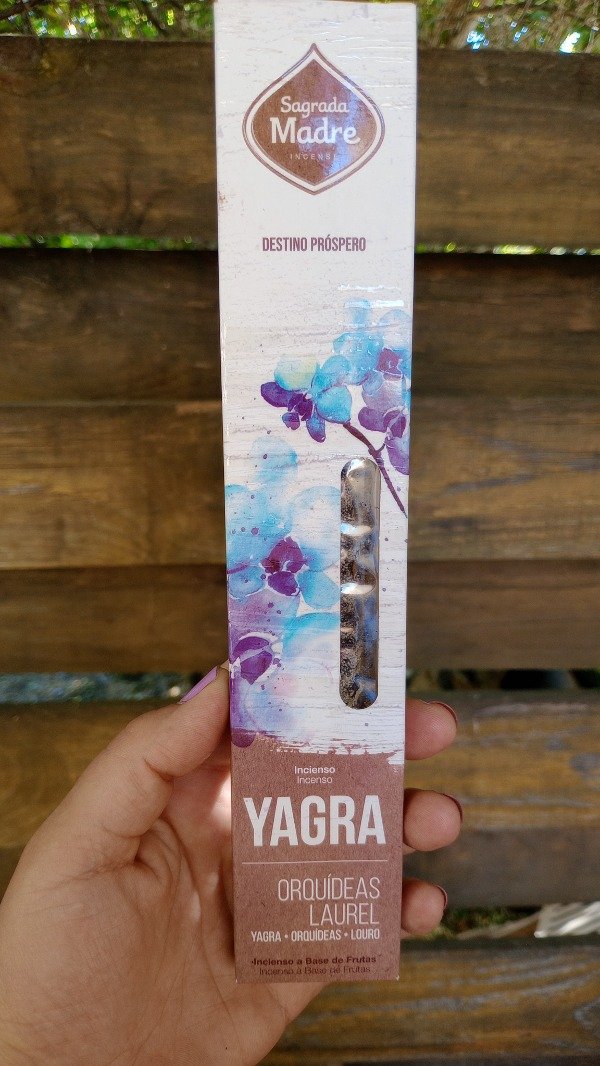 Sagrada
Madre
INCENSE
DESTINO PRÓSPERO
Incienso
Incenso
YAGRA
ORQUÍDEAS
LAUREL
YAGRA • ORQUÍDEAS • LOURO
Incienso a Base de Frutas
Incenso à Base de Frutas